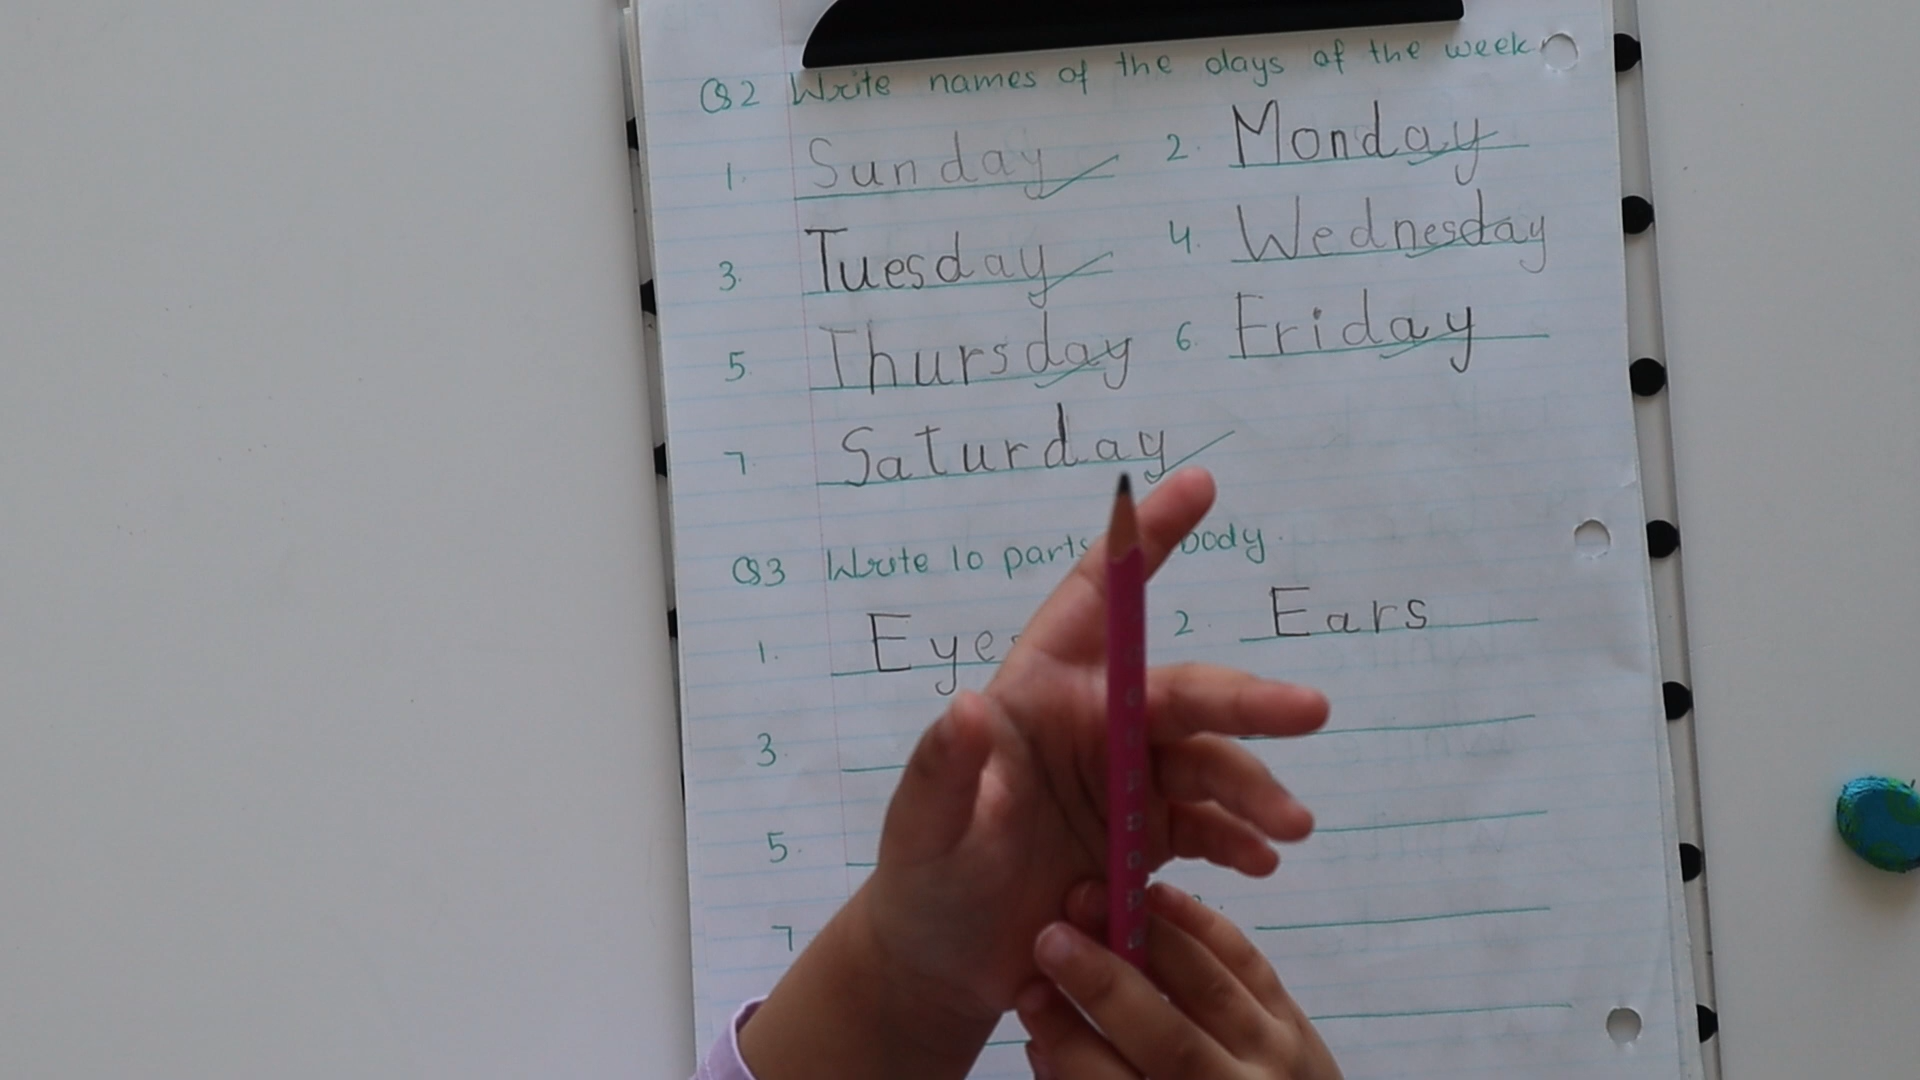 Q2 Write names of the days of the week
1. Sunday 2. Monday
3. Tuesday 4. Wednesday
5. Thursday 6. Friday
7. Saturday
Q3 Write 10 parts body.
1. Eyes 2. Ears
3.
5.
7